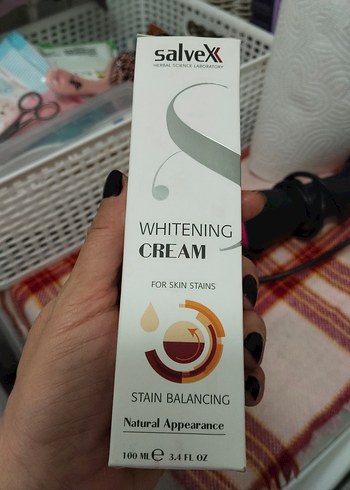 salvex
HERBAL SCIENCE LABORATORY
WHITENING
CREAM
FOR SKIN STAINS
STAIN BALANCING
Natural Appearance
100 ML e 3.4 FL OZ